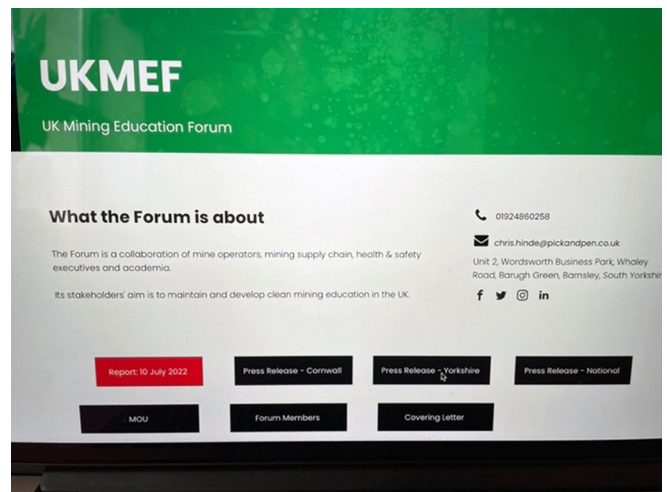 UKMEF
UK Mining Education Forum
What the Forum is about
The Forum is a collaboration of mine operators, mining supply chain, health & safety
executives and academia.
Its stakeholders' aim is to maintain and develop clean mining education in the UK.
01924860258
chris.hinde@pickandpen.co.uk
Unit 2, Wordsworth Business Park, Whaley
Road, Barugh Green, Barnsley, South Yorkshir
Report: 10 July 2022
Press Release - Cornwall
Press Release - Yorkshire
Press Release - National
MOU
Forum Members
Covering Letter